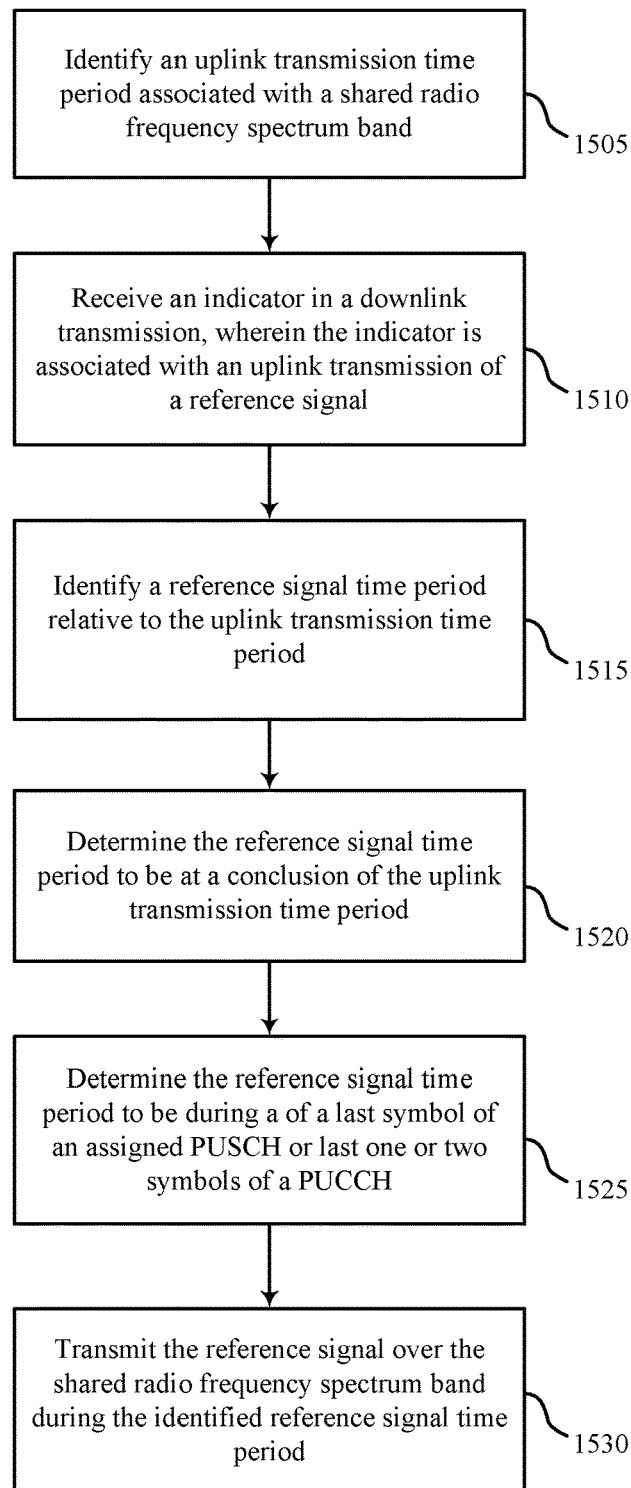 Identify an uplink transmission time
period associated with a shared radio
frequency spectrum band
1505
Receive an indicator in a downlink
transmission, wherein the indicator is
associated with an uplink transmission of
a reference signal
1510
Identify a reference signal time period
relative to the uplink transmission time
period
1515
Determine the reference signal time
period to be at a conclusion of the uplink
transmission time period
1520
Determine the reference signal time
period to be during a of a last symbol of
an assigned PUSCH or last one or two
symbols of a PUCCH
1525
Transmit the reference signal over the
shared radio frequency spectrum band
during the identified reference signal time
period
1530